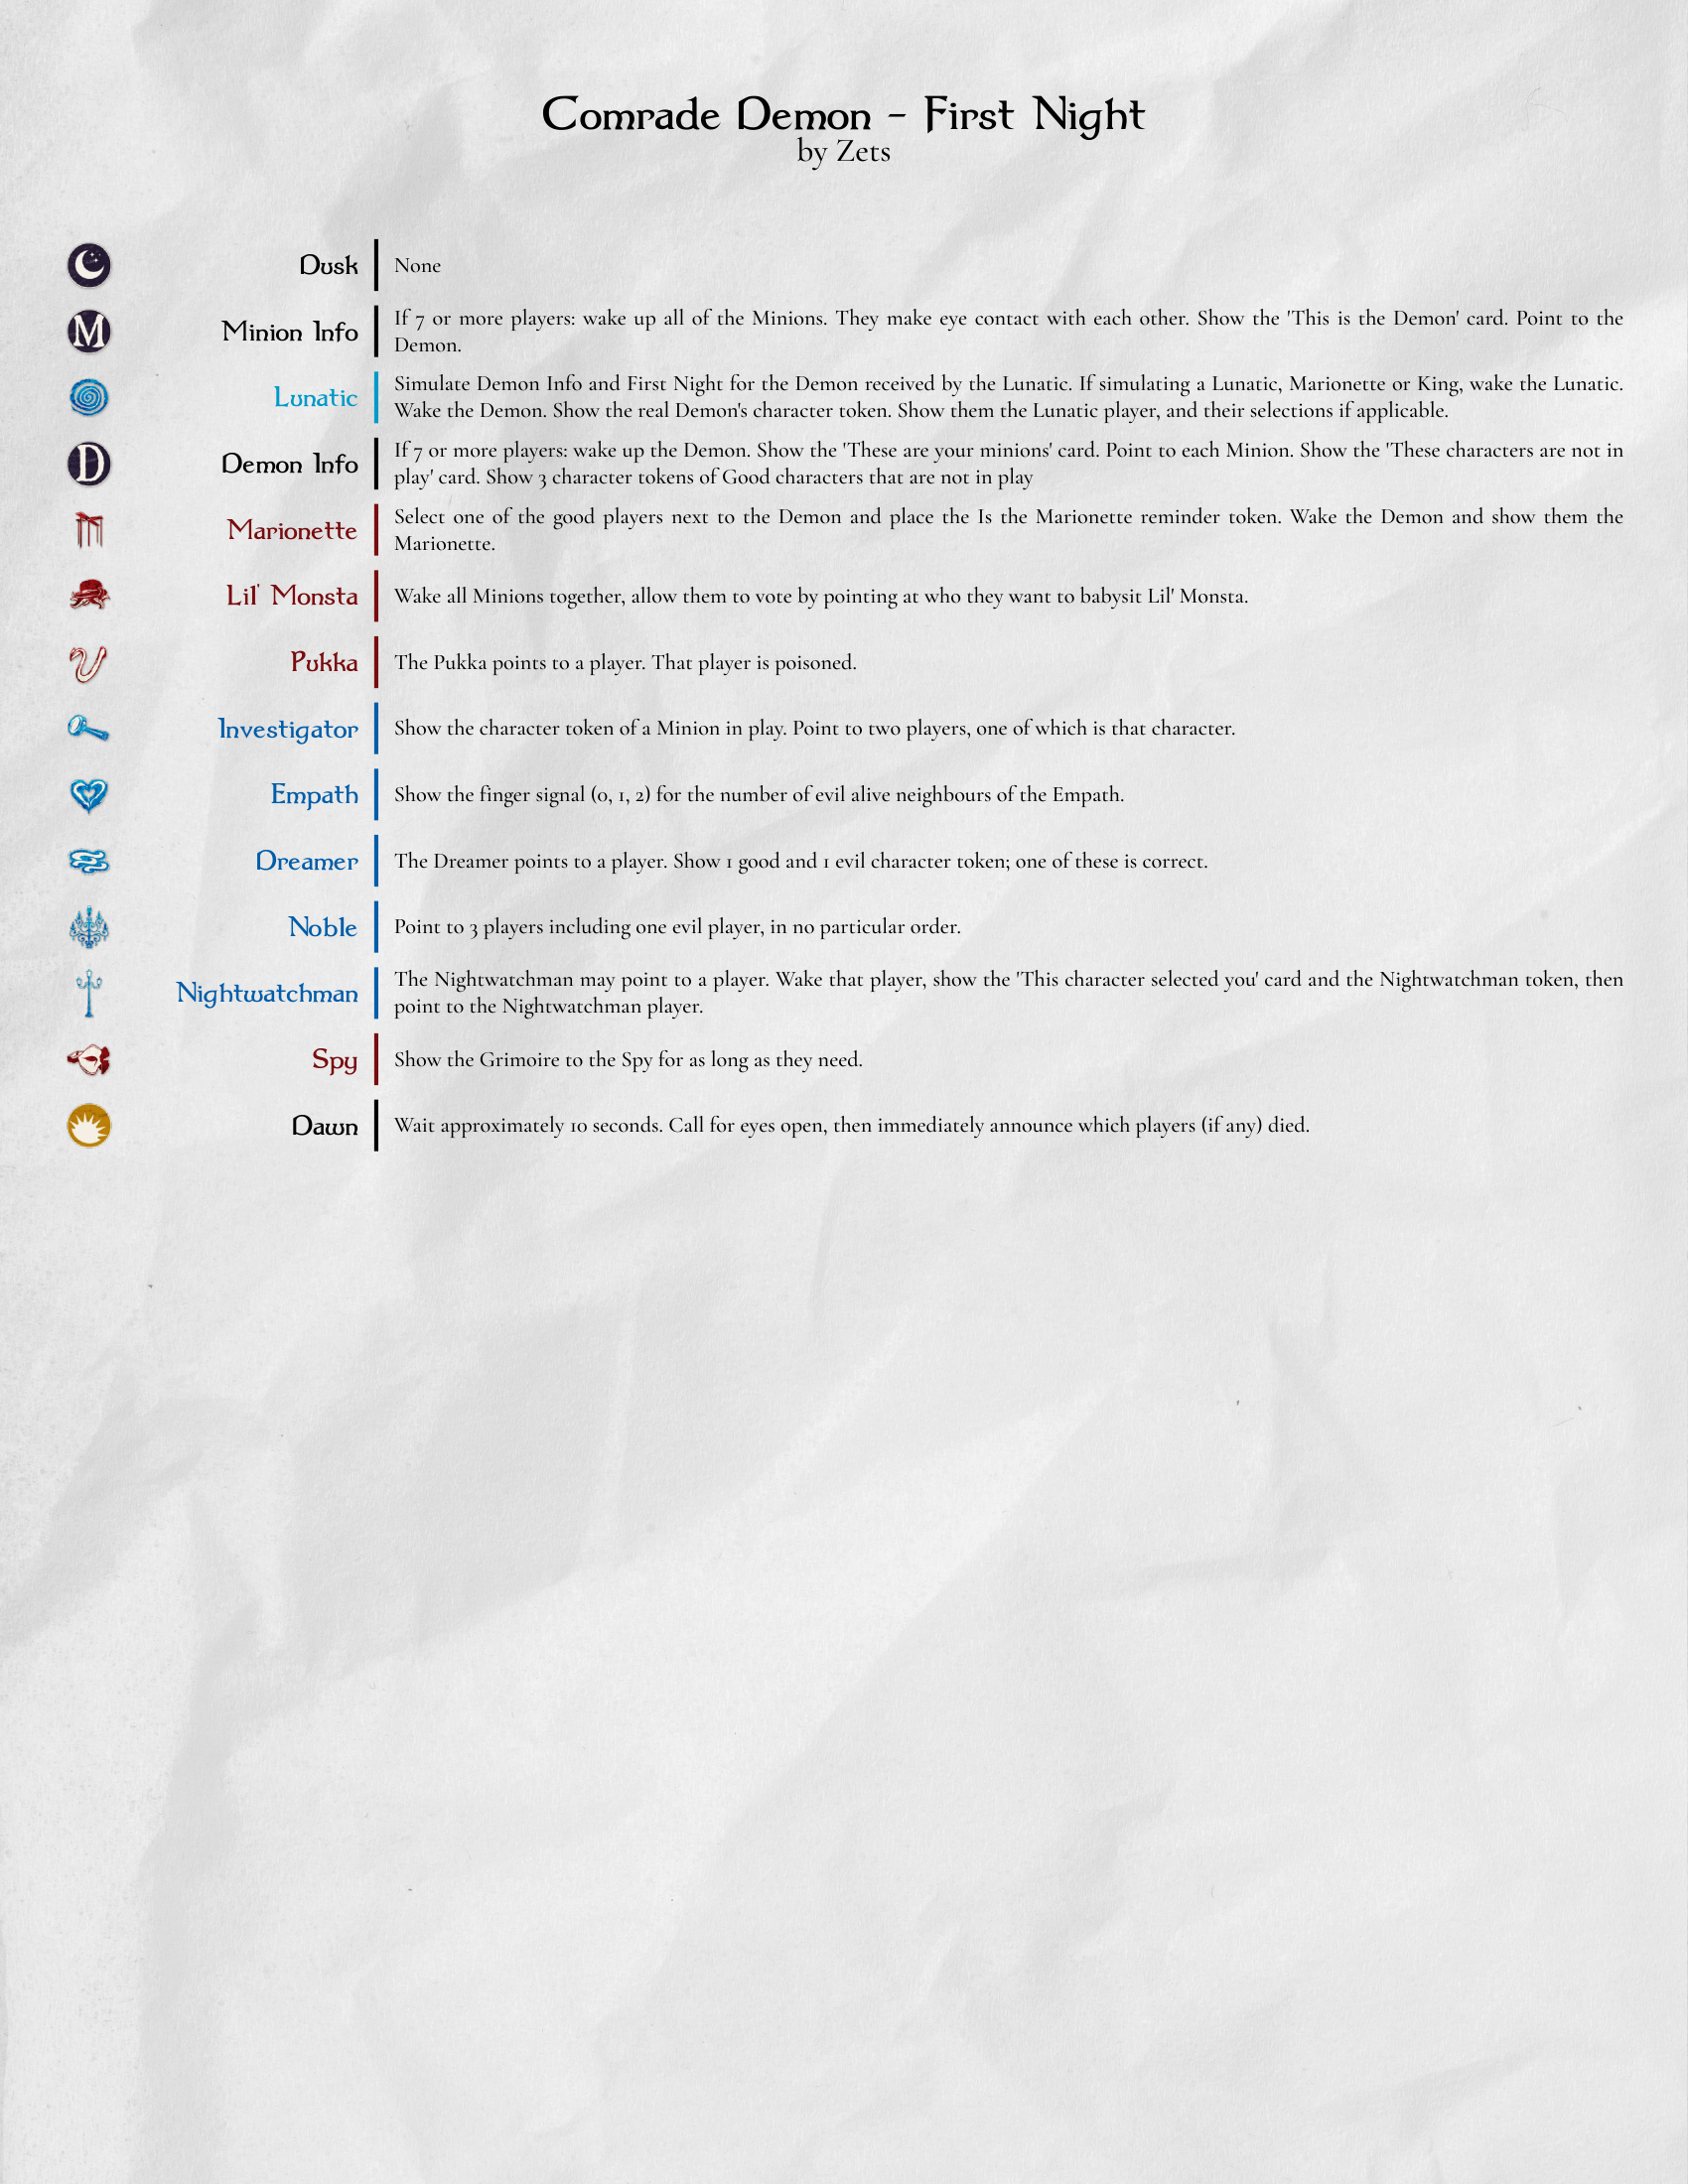 Comrade Demon - First Night
by Zets
Dusk
None
M
Minion Info
If 7 or more players: wake up all of the Minions. They make eye contact with each other. Show the 'This is the Demon' card. Point to the
Demon.
Lunatic
Simulate Demon Info and First Night for the Demon received by the Lunatic. If simulating a Lunatic, Marionette or King, wake the Lunatic.
Wake the Demon. Show the real Demon's character token. Show them the Lunatic player, and their selections if applicable.
D
Demon Info
If 7 or more players: wake up the Demon. Show the 'These are your minions' card. Point to each Minion. Show the 'These characters are not in
play' card. Show 3 character tokens of Good characters that are not in play
Marionette
Select one of the good players next to the Demon and place the Is the Marionette reminder token. Wake the Demon and show them the
Marionette.
Lil' Monsta
Wake all Minions together, allow them to vote by pointing at who they want to babysit Lil' Monsta.
Pukka
The Pukka points to a player. That player is poisoned.
Investigator
Show the character token of a Minion in play. Point to two players, one of which is that character.
Empath
Show the finger signal (0, 1, 2) for the number of evil alive neighbours of the Empath.
Dreamer
The Dreamer points to a player. Show 1 good and 1 evil character token; one of these is correct.
Noble
Point to 3 players including one evil player, in no particular order.
Nightwatchman
The Nightwatchman may point to a player. Wake that player, show the 'This character selected you' card and the Nightwatchman token, then
point to the Nightwatchman player.
Spy
Show the Grimoire to the Spy for as long as they need.
Dawn
Wait approximately 10 seconds. Call for eyes open, then immediately announce which players (if any) died.